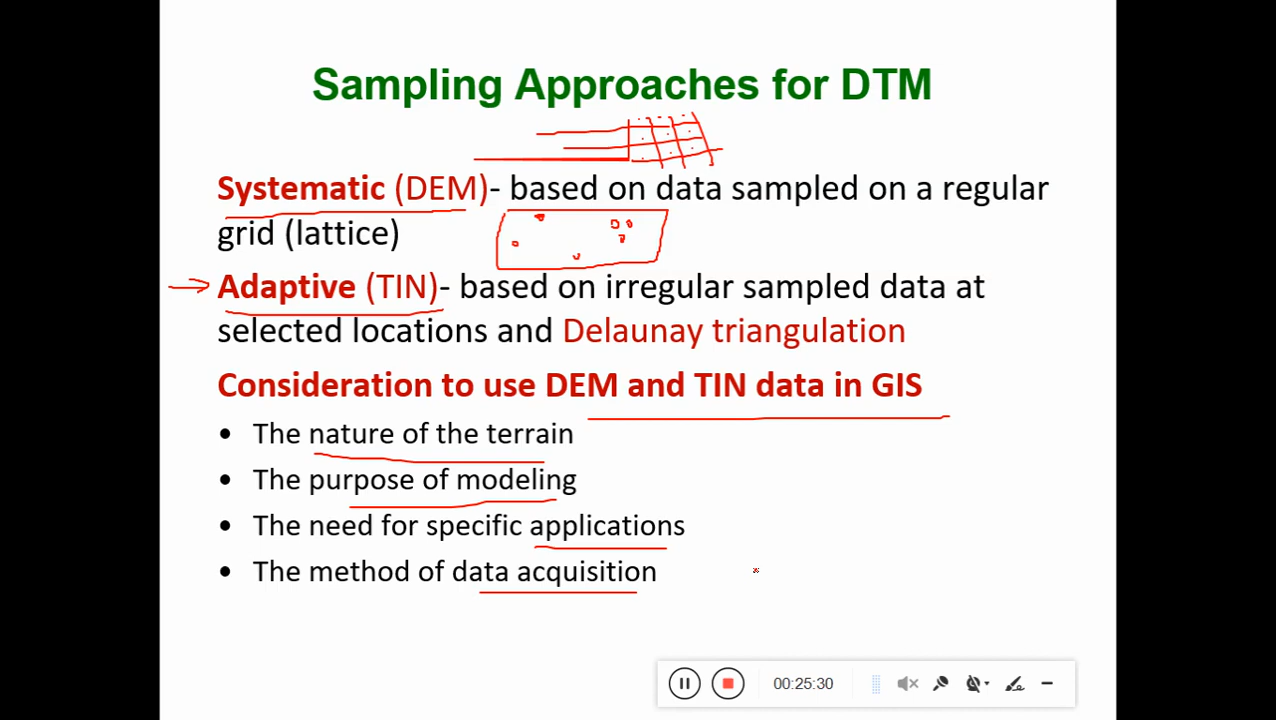 Sampling Approaches for DTM
Systematic (DEM)- based on data sampled on a regular
grid (lattice)
Adaptive (TIN)- based on irregular sampled data at
selected locations and Delaunay triangulation
Consideration to use DEM and TIN data in GIS
• The nature of the terrain
• The purpose of modeling
• The need for specific applications
• The method of data acquisition
00:25:30